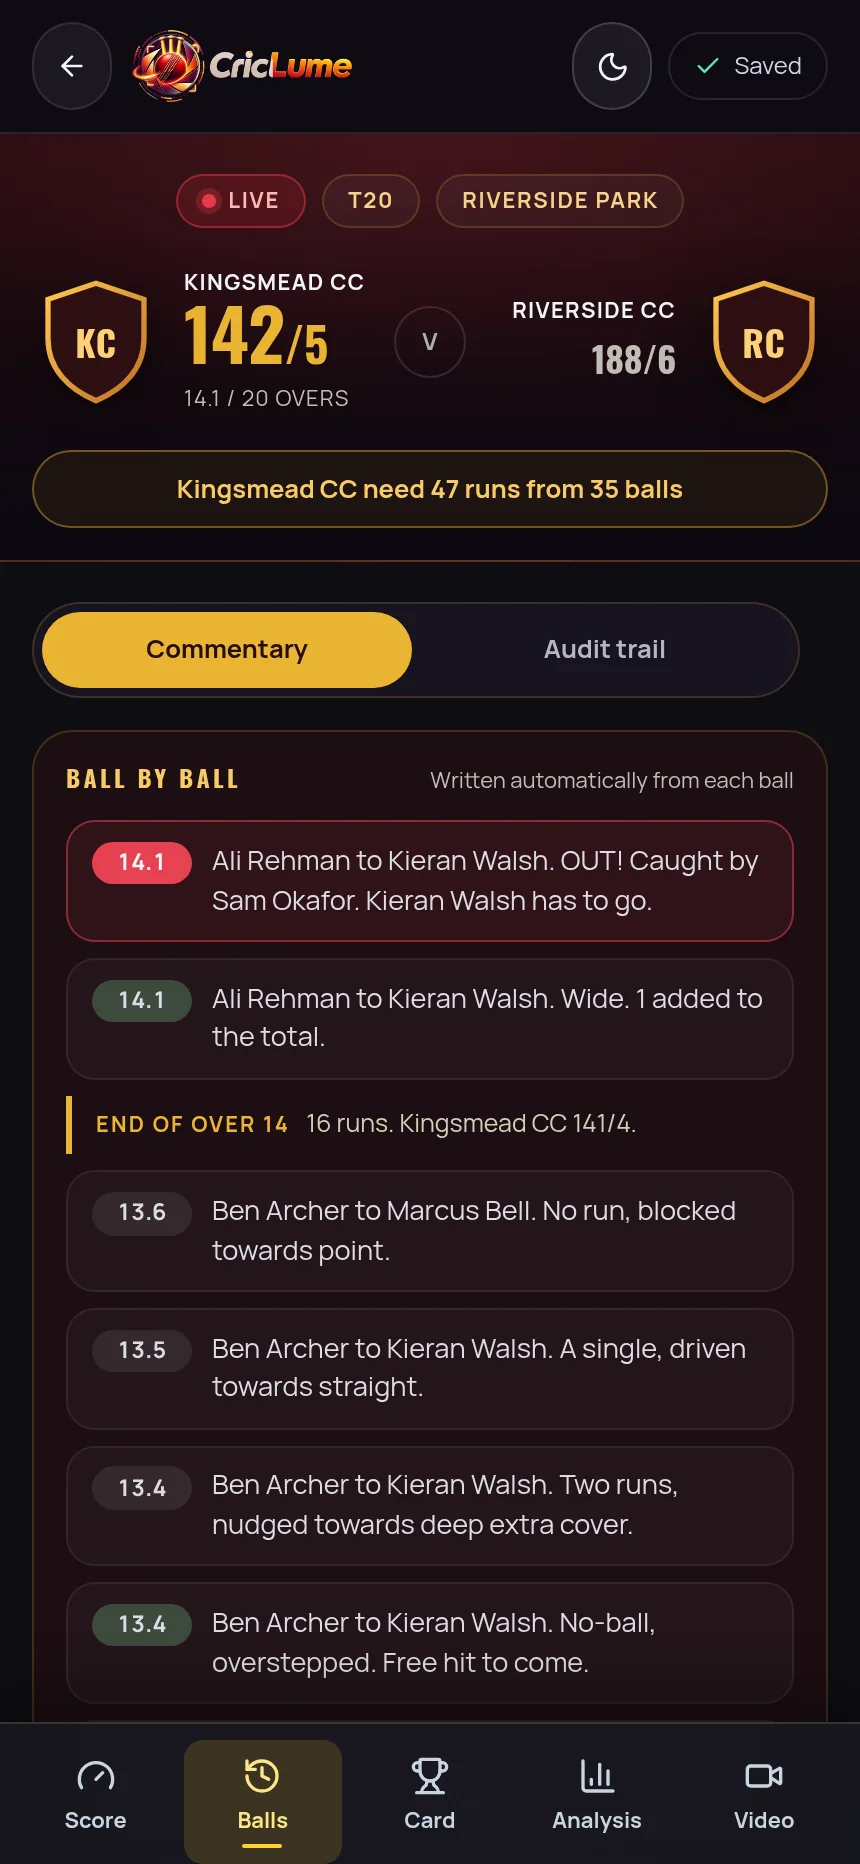 CricLume
Saved
LIVE
T20
RIVERSIDE PARK
KC
KINGSMEAD CC
142/5
14.1 / 20 OVERS
V
RIVERSIDE CC
188/6
RC
Kingsmead CC need 47 runs from 35 balls
Commentary
Audit trail
BALL BY BALL
Written automatically from each ball
14.1
Ali Rehman to Kieran Walsh. OUT! Caught by
Sam Okafor. Kieran Walsh has to go.
14.1
Ali Rehman to Kieran Walsh. Wide. 1 added to
the total.
END OF OVER 14 16 runs. Kingsmead CC 141/4.
13.6
Ben Archer to Marcus Bell. No run, blocked
towards point.
13.5
Ben Archer to Kieran Walsh. A single, driven
towards straight.
13.4
Ben Archer to Kieran Walsh. Two runs,
nudged towards deep extra cover.
13.4
Ben Archer to Kieran Walsh. No-ball,
overstepped. Free hit to come.
Score
Balls
Card
Analysis
Video